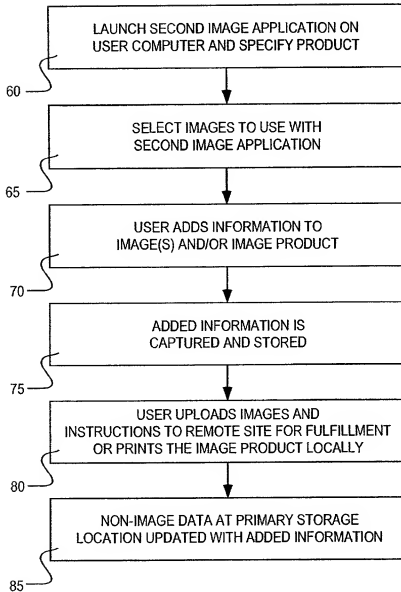 LAUNCH SECOND IMAGE APPLICATION ON
USER COMPUTER AND SPECIFY PRODUCT
60
SELECT IMAGES TO USE WITH
SECOND IMAGE APPLICATION
65
USER ADDS INFORMATION TO
IMAGE(S) AND/OR IMAGE PRODUCT
70
ADDED INFORMATION IS
CAPTURED AND STORED
75
USER UPLOADS IMAGES AND
INSTRUCTIONS TO REMOTE SITE FOR FULFILLMENT
OR PRINTS THE IMAGE PRODUCT LOCALLY
80
NON-IMAGE DATA AT PRIMARY STORAGE
LOCATION UPDATED WITH ADDED INFORMATION
85